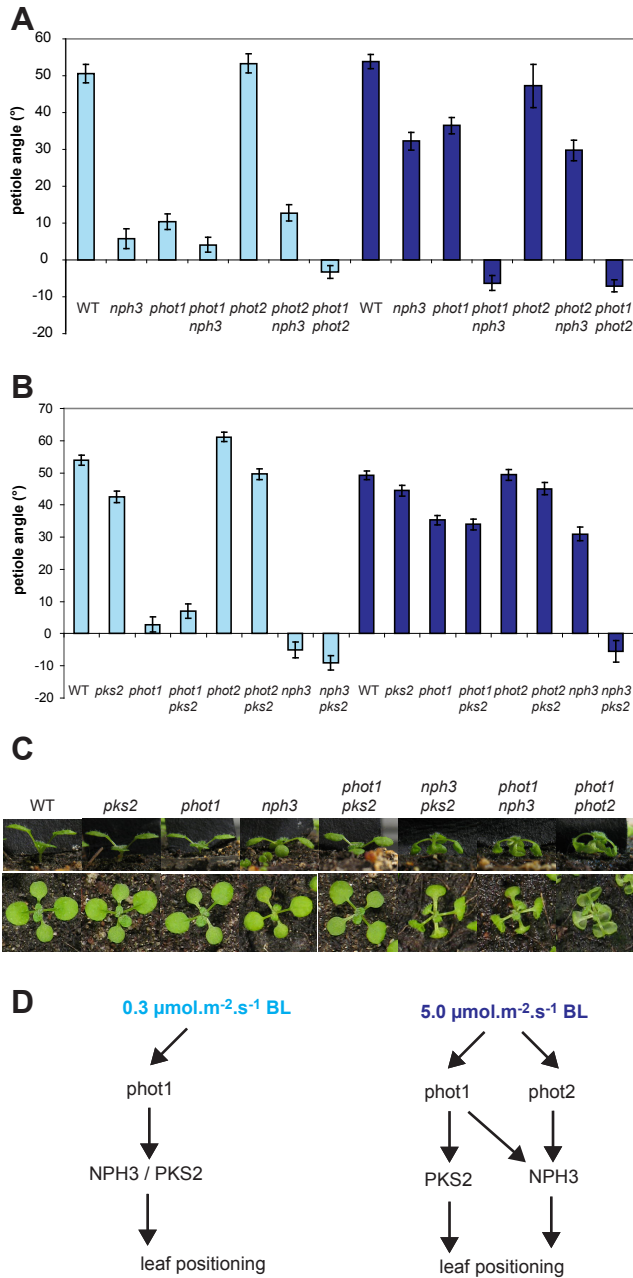 A
60
50
40
30
20
10
0
-10
-20
petiole angle (°)
WT nph3 phot1 phot1 phot2 phot2 phot1 WT nph3 phot1 phot1 phot2 phot2 phot1
nph3 nph3 phot2 nph3 nph3 phot2
B
70
60
50
40
30
20
10
0
-10
-20
petiole angle (°)
WT pks2 phot1 phot1 phot2 phot2 nph3 nph3 WT pks2 phot1 phot1 phot2 phot2 nph3 nph3
pks2 pks2 pks2 pks2 pks2 pks2
C
phot1 nph3 phot1 phot1
WT pks2 phot1 nph3 pks2 pks2 nph3 phot2
D
0.3 µmol.m-2.s-1 BL 5.0 µmol.m-2.s-1 BL
phot1 phot1 phot2
NPH3 / PKS2 PKS2 NPH3
leaf positioning leaf positioning